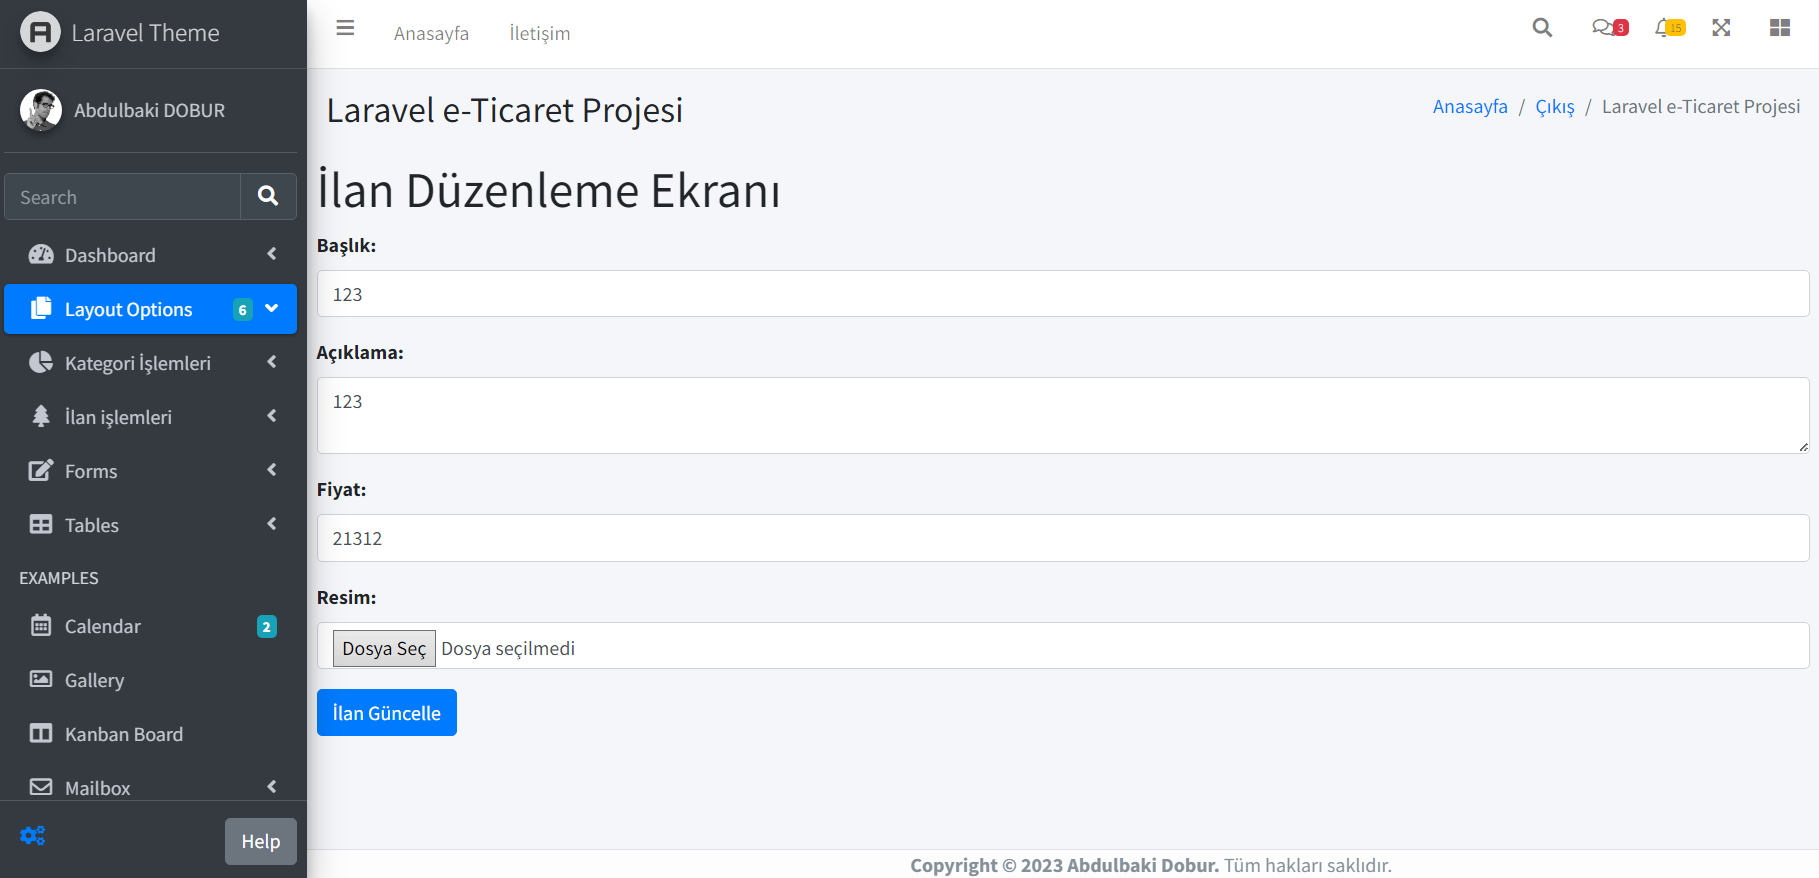 Laravel Theme
Anasayfa İletişim
3
15
Abdulbaki DOBUR
Laravel e-Ticaret Projesi
Anasayfa / Çıkış / Laravel e-Ticaret Projesi
Search
Dashboard
Layout Options 6
Kategori İşlemleri
İlan işlemleri
Forms
Tables
EXAMPLES
Calendar 2
Gallery
Kanban Board
Mailbox
Help
İlan Düzenleme Ekranı
Başlık:
123
Açıklama:
123
Fiyat:
21312
Resim:
Dosya Seç Dosya seçilmedi
İlan Güncelle
Copyright © 2023 Abdulbaki Dobur. Tüm hakları saklıdır.